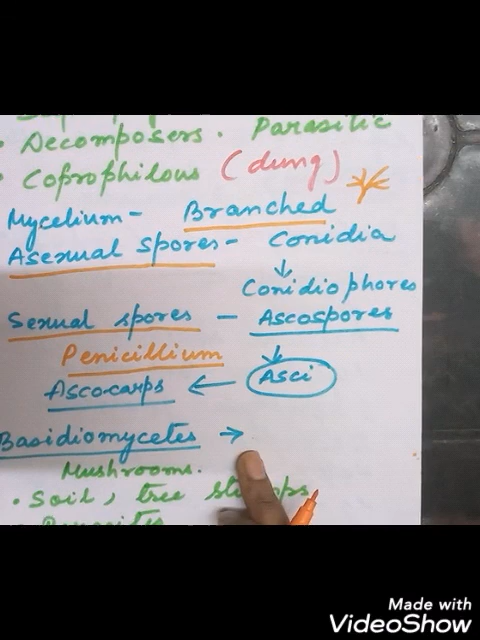 • Decomposers. Parasitic
• Coprophilous (dung)
Mycelium - Branched
Asexual spores - Conidia
↓
Conidiophores
Sexual spores - Ascospores
Penicillium ↓
Ascocarps ← Asci
Basidiomycetes →
Mushrooms.
• Soil, tree stumps
Made with
VideoShow